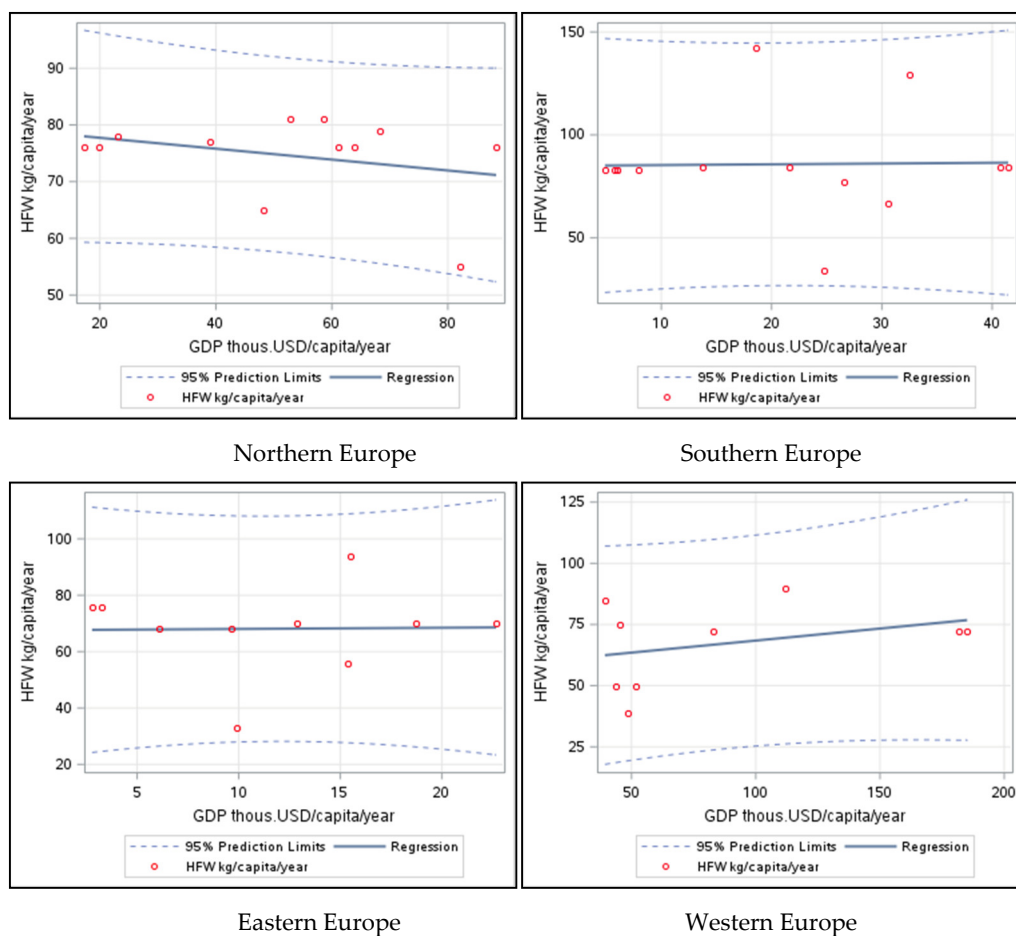 90
80
70
60
50
HFW kg/capita/year
20 40 60 80
GDP thous.USD/capita/year
95% Prediction Limits Regression
HFW kg/capita/year
Northern Europe
150
100
50
HFW kg/capita/year
10 20 30 40
GDP thous.USD/capita/year
95% Prediction Limits Regression
HFW kg/capita/year
Southern Europe
100
80
60
40
20
HFW kg/capita/year
5 10 15 20
GDP thous.USD/capita/year
95% Prediction Limits Regression
HFW kg/capita/year
Eastern Europe
125
100
75
50
25
HFW kg/capita/year
50 100 150 200
GDP thous.USD/capita/year
95% Prediction Limits Regression
HFW kg/capita/year
Western Europe